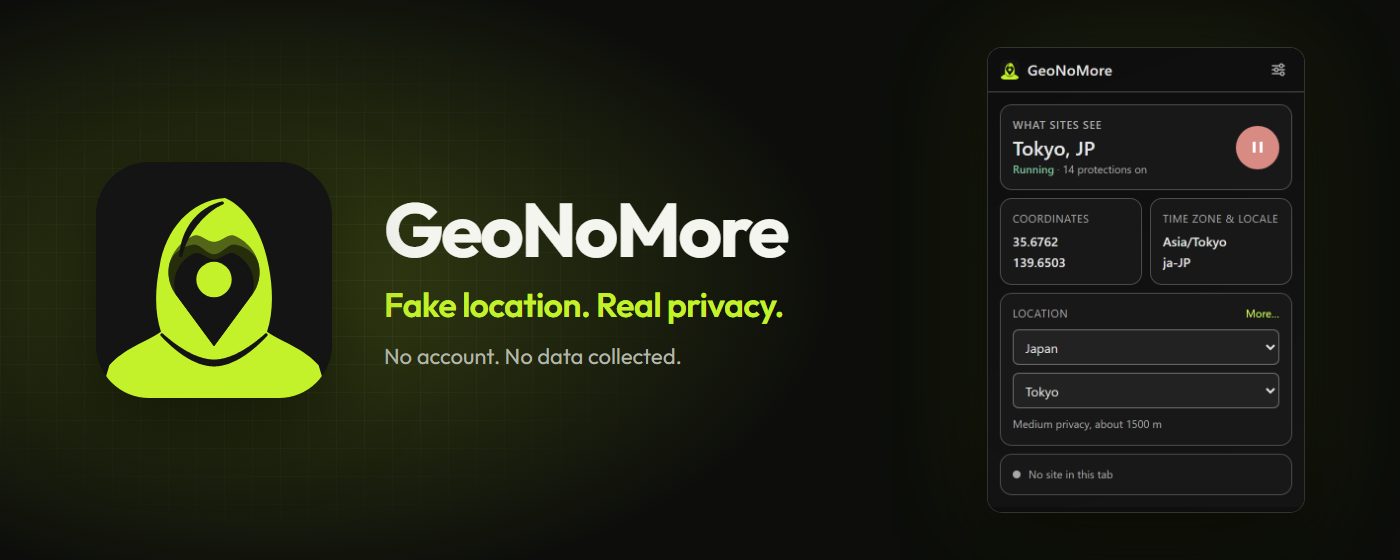 GeoNoMore
Fake location. Real privacy.
No account. No data collected.
GeoNoMore
WHAT SITES SEE
Tokyo, JP
Running · 14 protections on
COORDINATES
35.6762
139.6503
TIME ZONE & LOCALE
Asia/Tokyo
ja-JP
LOCATION
More...
Japan
Tokyo
Medium privacy, about 1500 m
No site in this tab